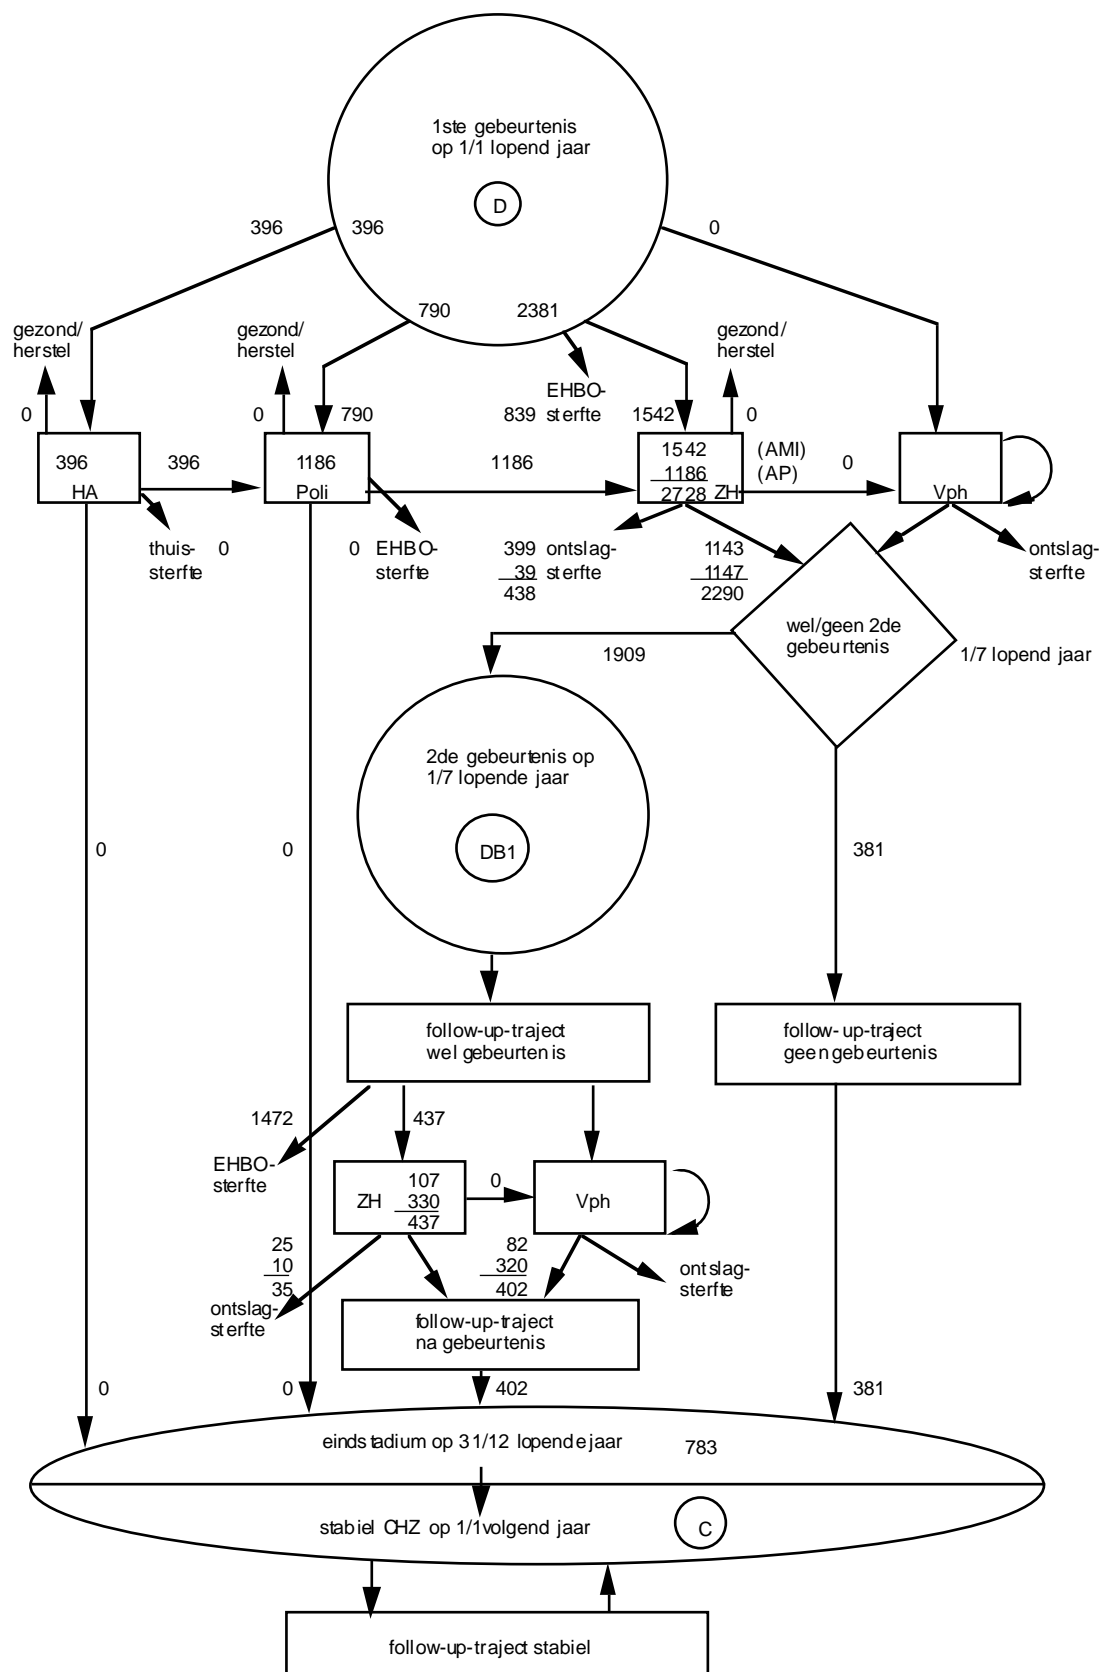 1ste gebeurtenis
op 1/1 lopend jaar
D
396
396
0
790
2381
gezond/
herstel
gezond/
herstel
gezond/
herstel
EHBO-
sterfte
0
0
790
839
1542
0
396
HA
396
1186
Poli
1186
1542
1186
2728 ZH
(AMI)
(AP)
0
Vph
thuis-
sterfte
0
0
EHBO-
sterfte
399
39
438
ontslag-
sterfte
1143
1147
2290
ontslag-
sterfte
wel/geen 2de
gebeurtenis
1/7 lopend jaar
1909
2de gebeurtenis op
1/7 lopende jaar
DB1
0
0
381
follow-up-traject
wel gebeurtenis
follow-up-traject
geen gebeurtenis
1472
437
EHBO-
sterfte
ZH
107
330
437
0
Vph
25
10
35
82
320
402
ontslag-
sterfte
ontslag-
sterfte
follow-up-traject
na gebeurtenis
0
0
402
381
eindstadium op 31/12 lopende jaar
783
stabiel CHZ op 1/1 volgend jaar
C
follow-up-traject stabiel